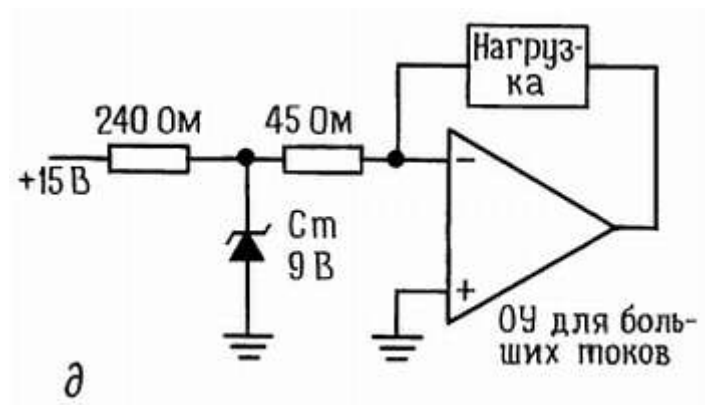 Нагруз-
ка
240 Ом
45 Ом
+15 В
−
Ст
9 В
+
ОУ для боль-
ших токов
д